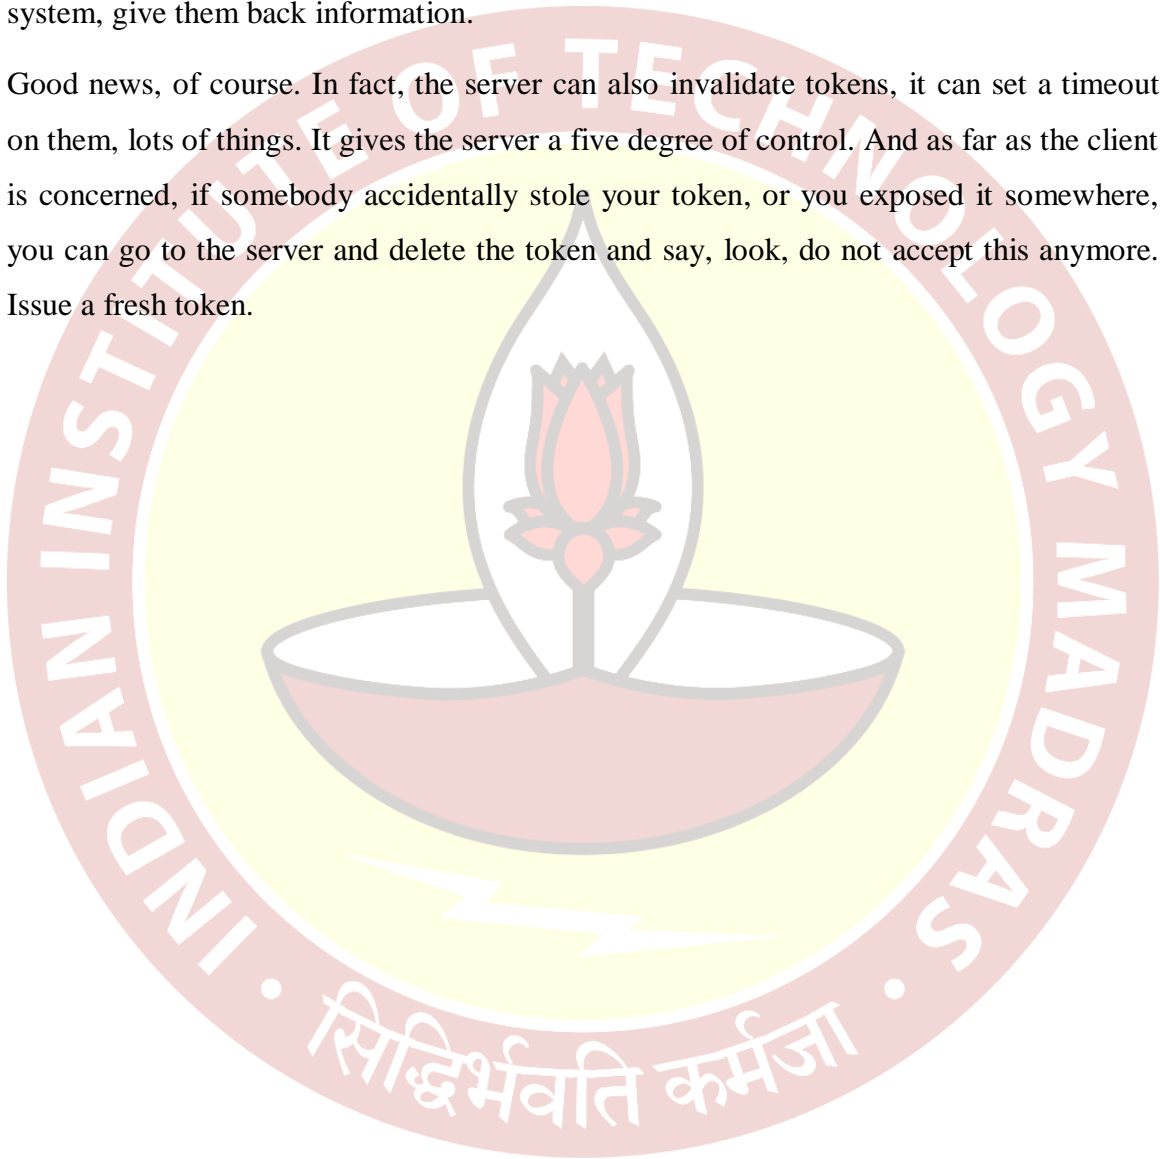 system, give them back information.
Good news, of course. In fact, the server can also invalidate tokens, it can set a timeout
on them, lots of things. It gives the server a five degree of control. And as far as the client
is concerned, if somebody accidentally stole your token, or you exposed it somewhere,
you can go to the server and delete the token and say, look, do not accept this anymore.
Issue a fresh token.
INDIAN INSTITUTE OF TECHNOLOGY MADRAS
सिद्धिर्भवति कर्मजा